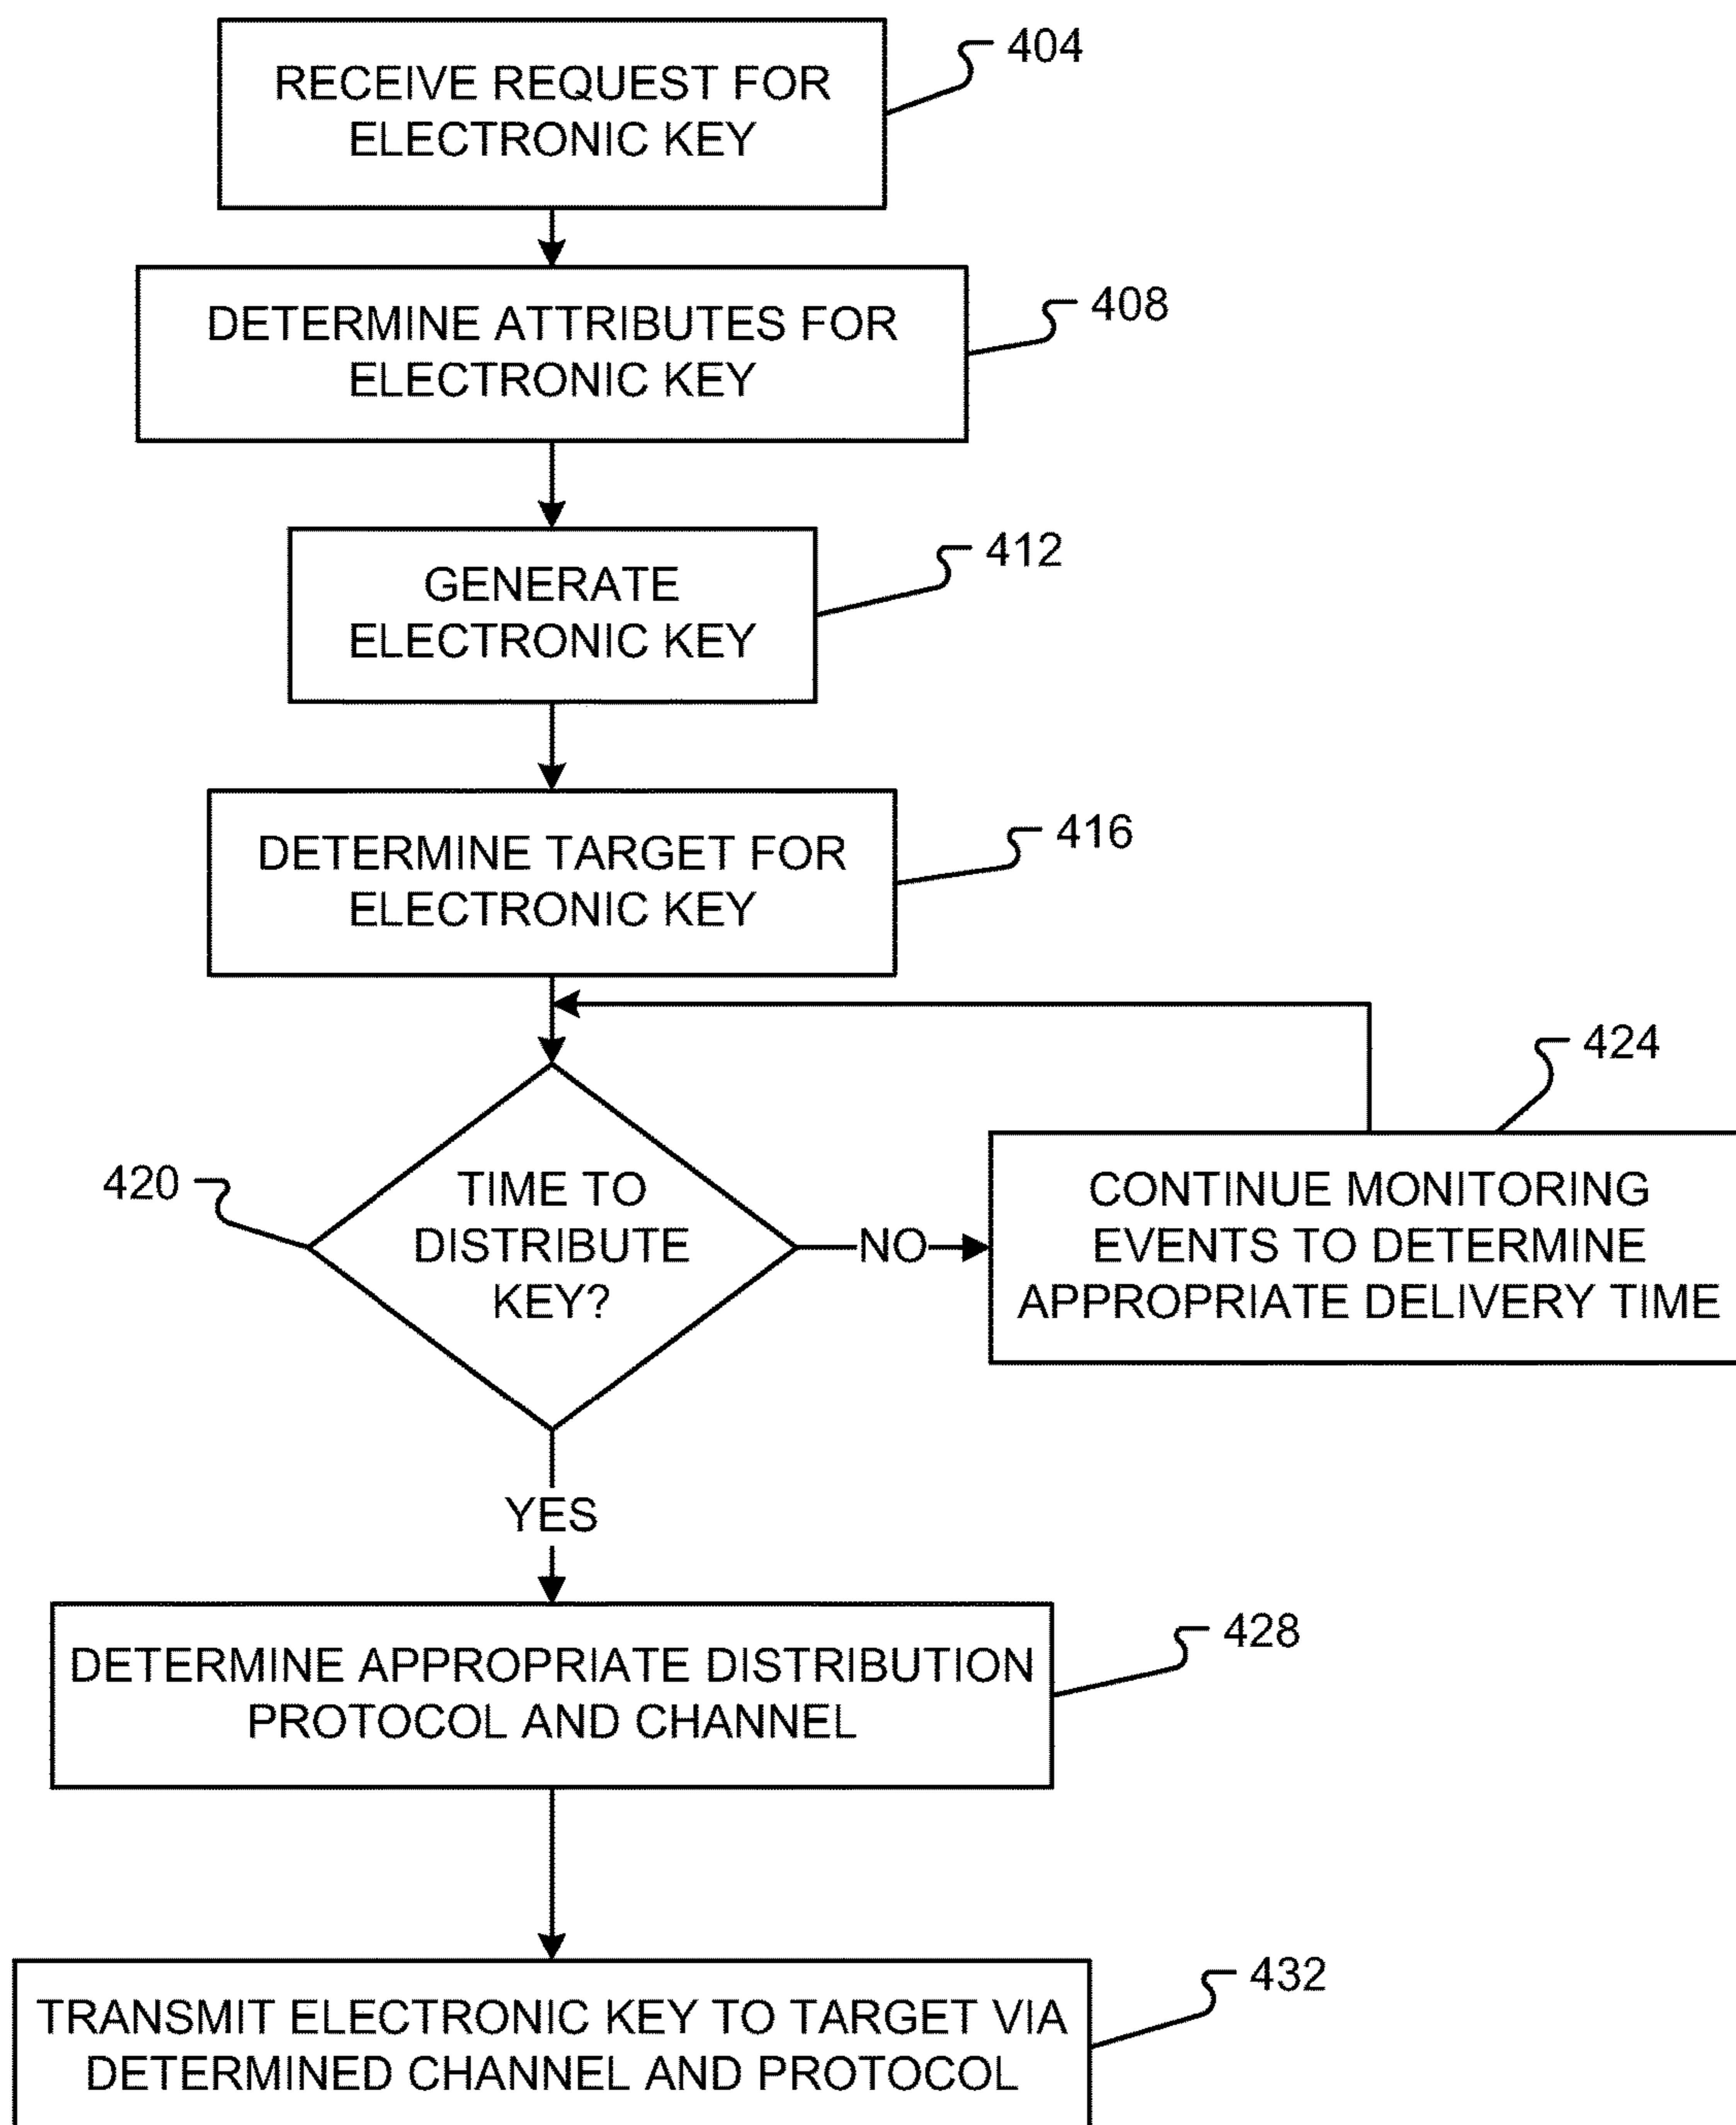 RECEIVE REQUEST FOR
ELECTRONIC KEY
404
DETERMINE ATTRIBUTES FOR
ELECTRONIC KEY
408
GENERATE
ELECTRONIC KEY
412
DETERMINE TARGET FOR
ELECTRONIC KEY
416
420
TIME TO
DISTRIBUTE
KEY?
NO
424
CONTINUE MONITORING
EVENTS TO DETERMINE
APPROPRIATE DELIVERY TIME
YES
DETERMINE APPROPRIATE DISTRIBUTION
PROTOCOL AND CHANNEL
428
TRANSMIT ELECTRONIC KEY TO TARGET VIA
DETERMINED CHANNEL AND PROTOCOL
432